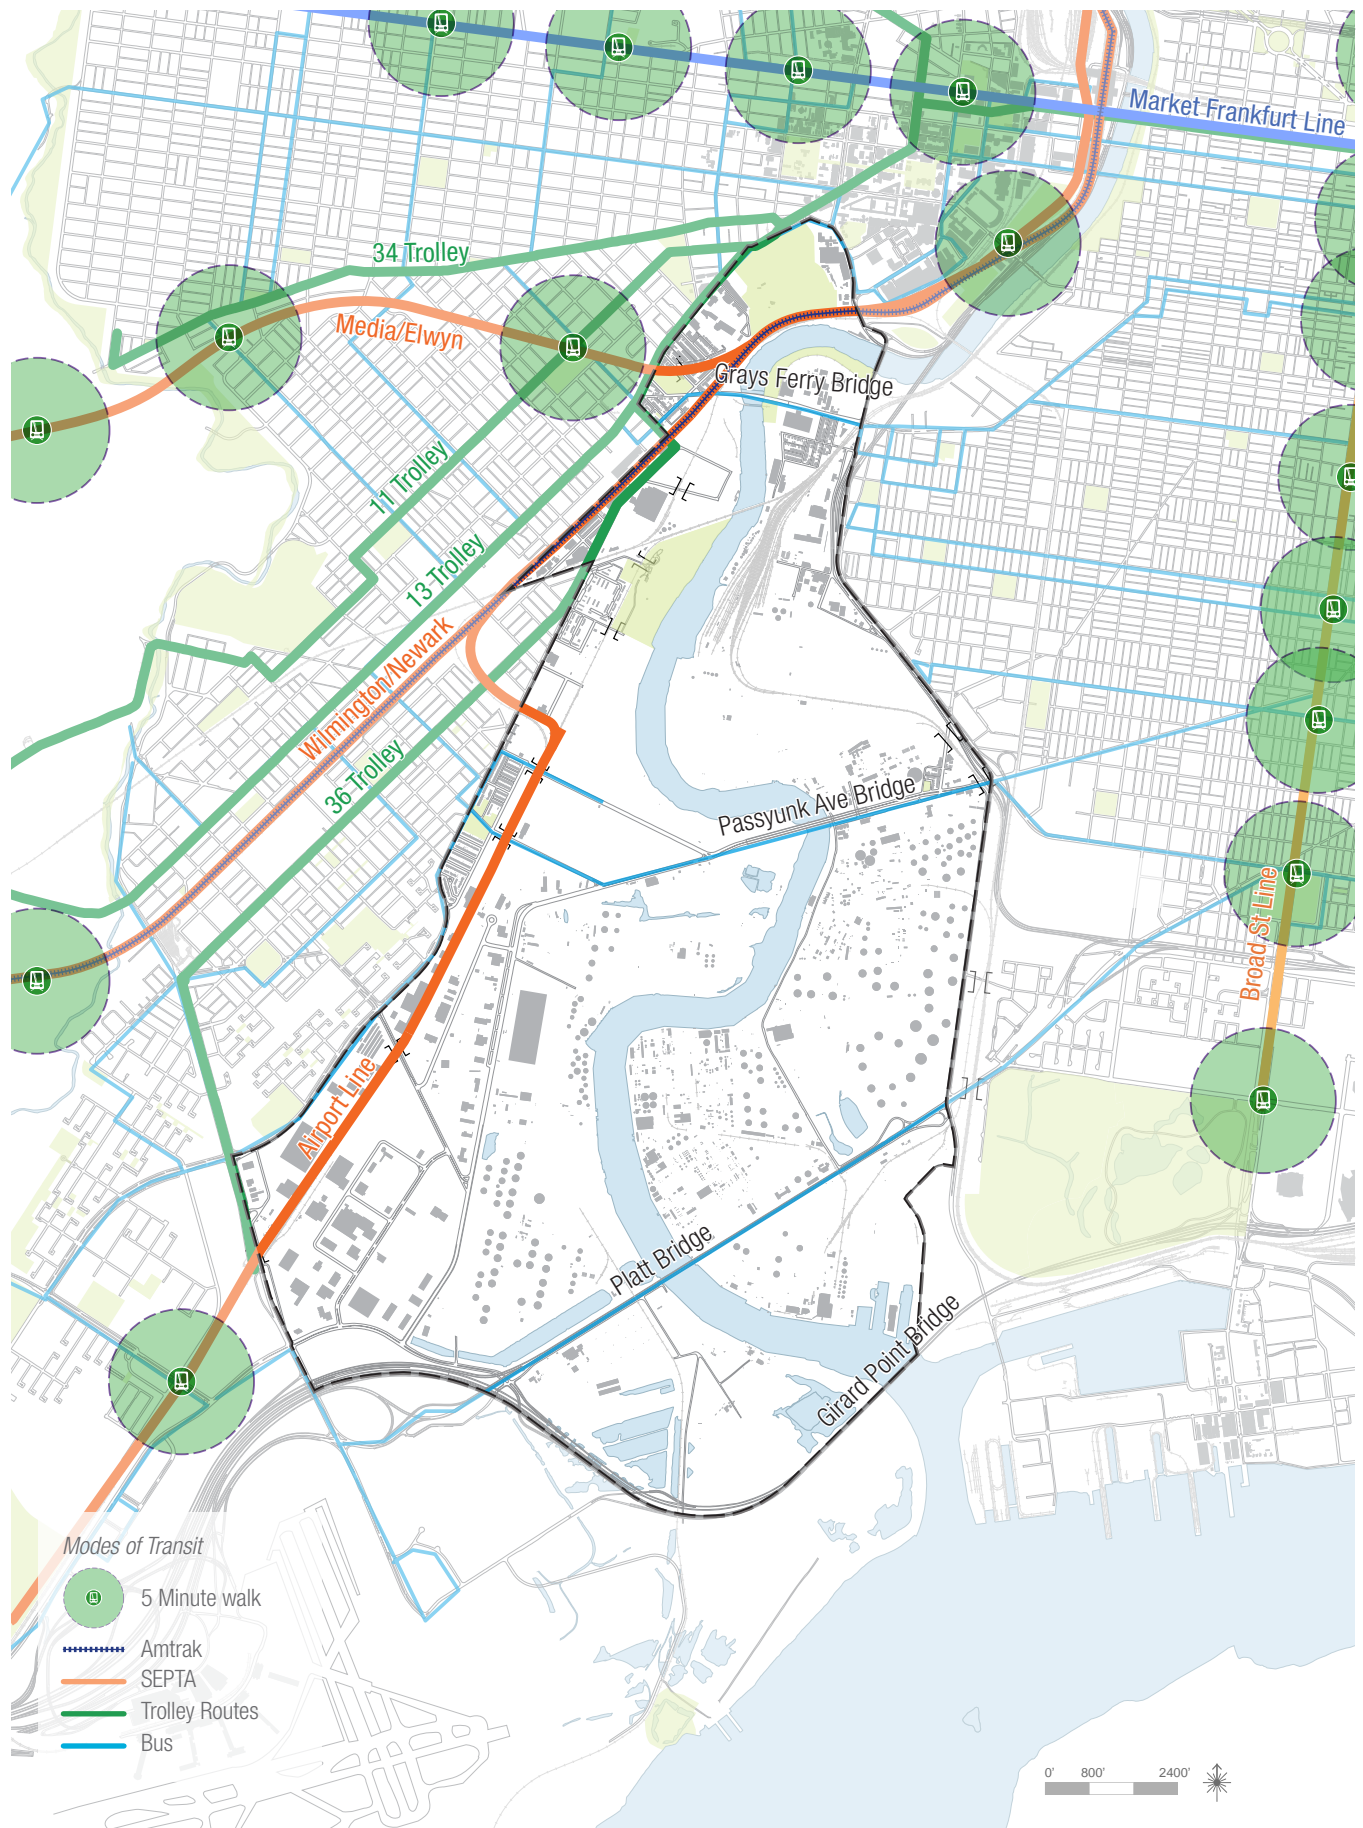 Market Frankfurt Line
34 Trolley
Media/Elwyn
Grays Ferry Bridge
11 Trolley
13 Trolley
Wilmington/Newark
36 Trolley
Passyunk Ave Bridge
Broad St Line
Airport Line
Platt Bridge
Girard Point Bridge
Modes of Transit
5 Minute walk
Amtrak
SEPTA
Trolley Routes
Bus
0' 800' 2400'